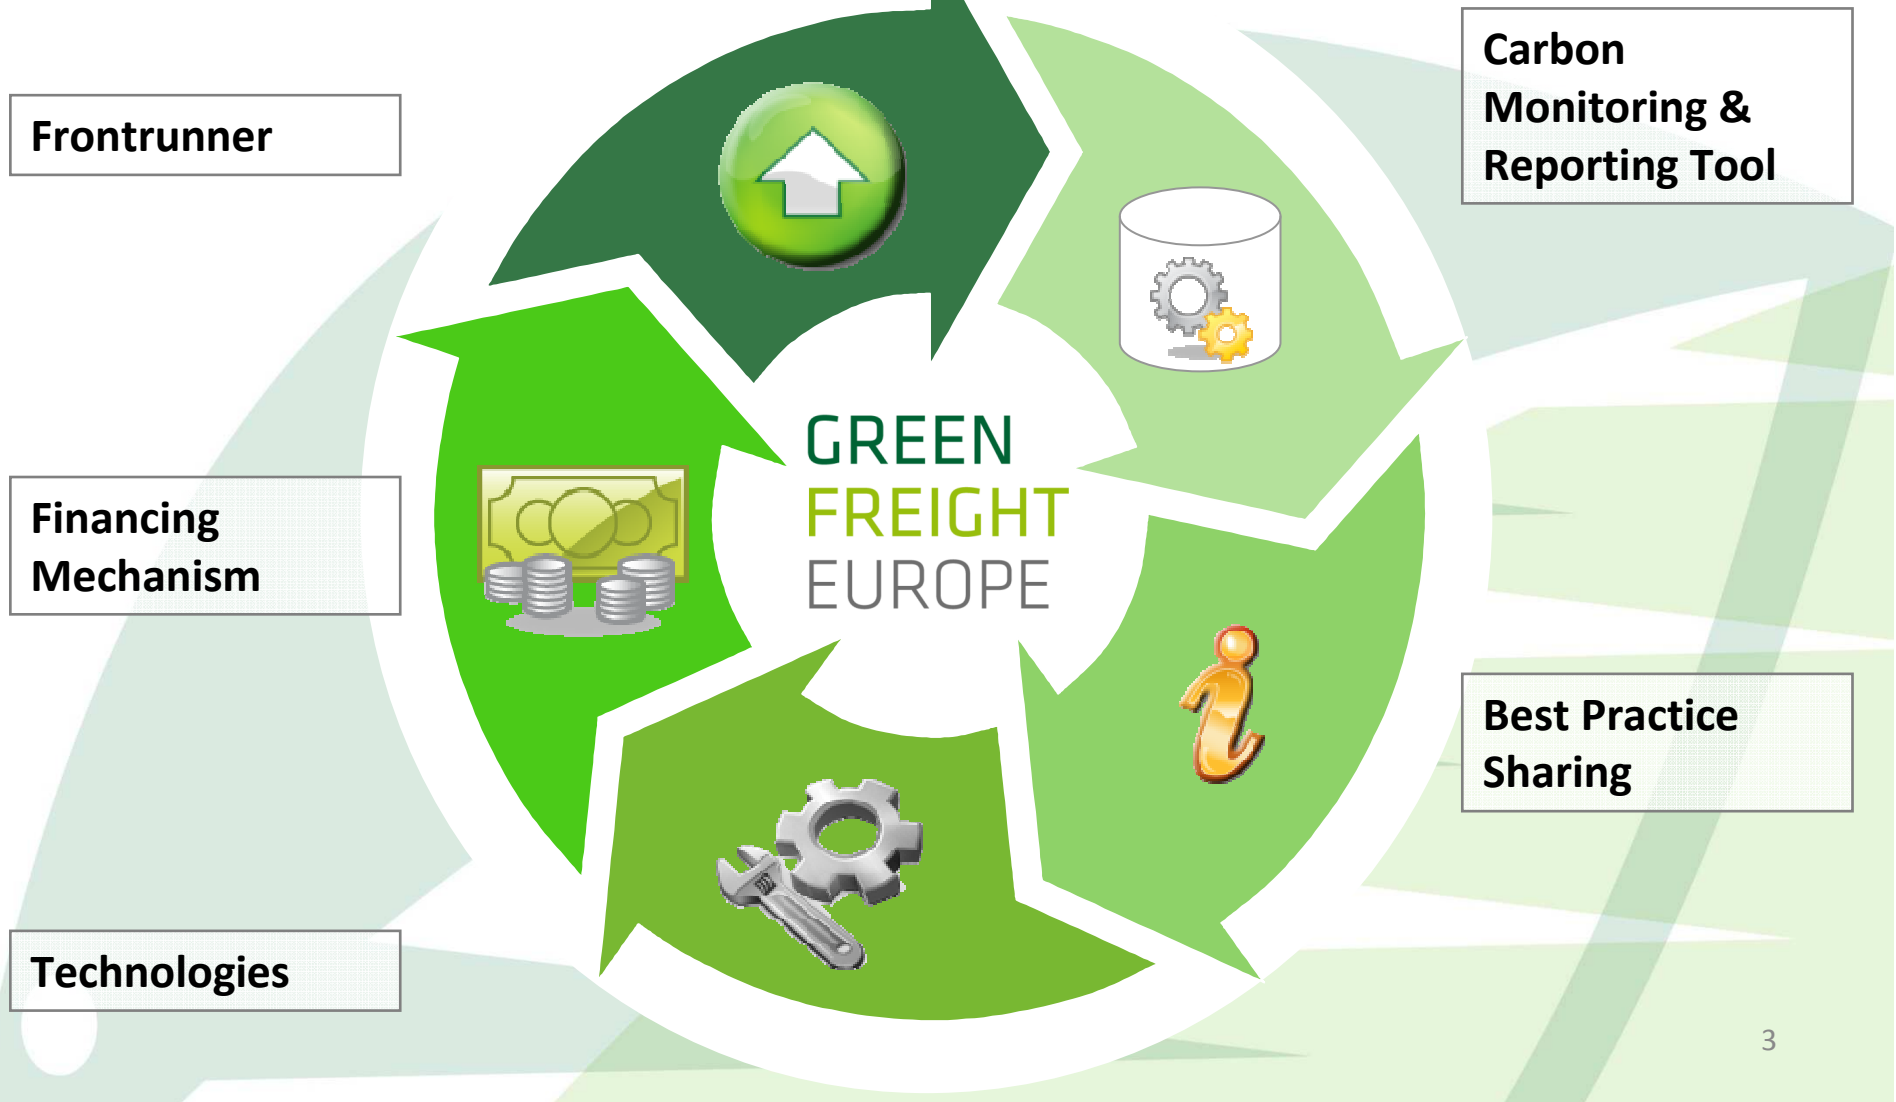 Frontrunner
Carbon
Monitoring &
Reporting Tool
GREEN
FREIGHT
EUROPE
Financing
Mechanism
Best Practice
Sharing
Technologies
3